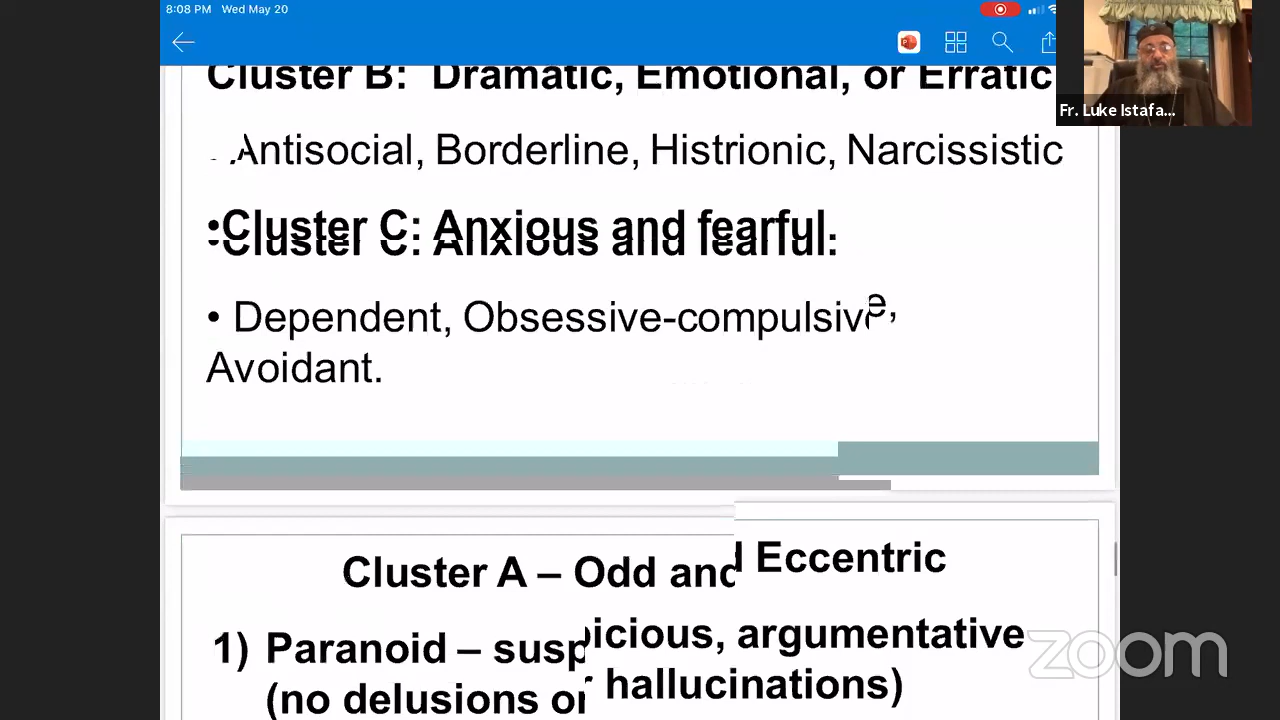 8:08 PM Wed May 20
Fr. Luke Istafa...
Cluster B: Dramatic, Emotional, or Erratic
Antisocial, Borderline, Histrionic, Narcissistic
•Cluster C: Anxious and fearful:
• Dependent, Obsessive-compulsive,
Avoidant.
Cluster A – Odd and Eccentric
1) Paranoid – suspicious, argumentative
(no delusions or hallucinations)
zoom